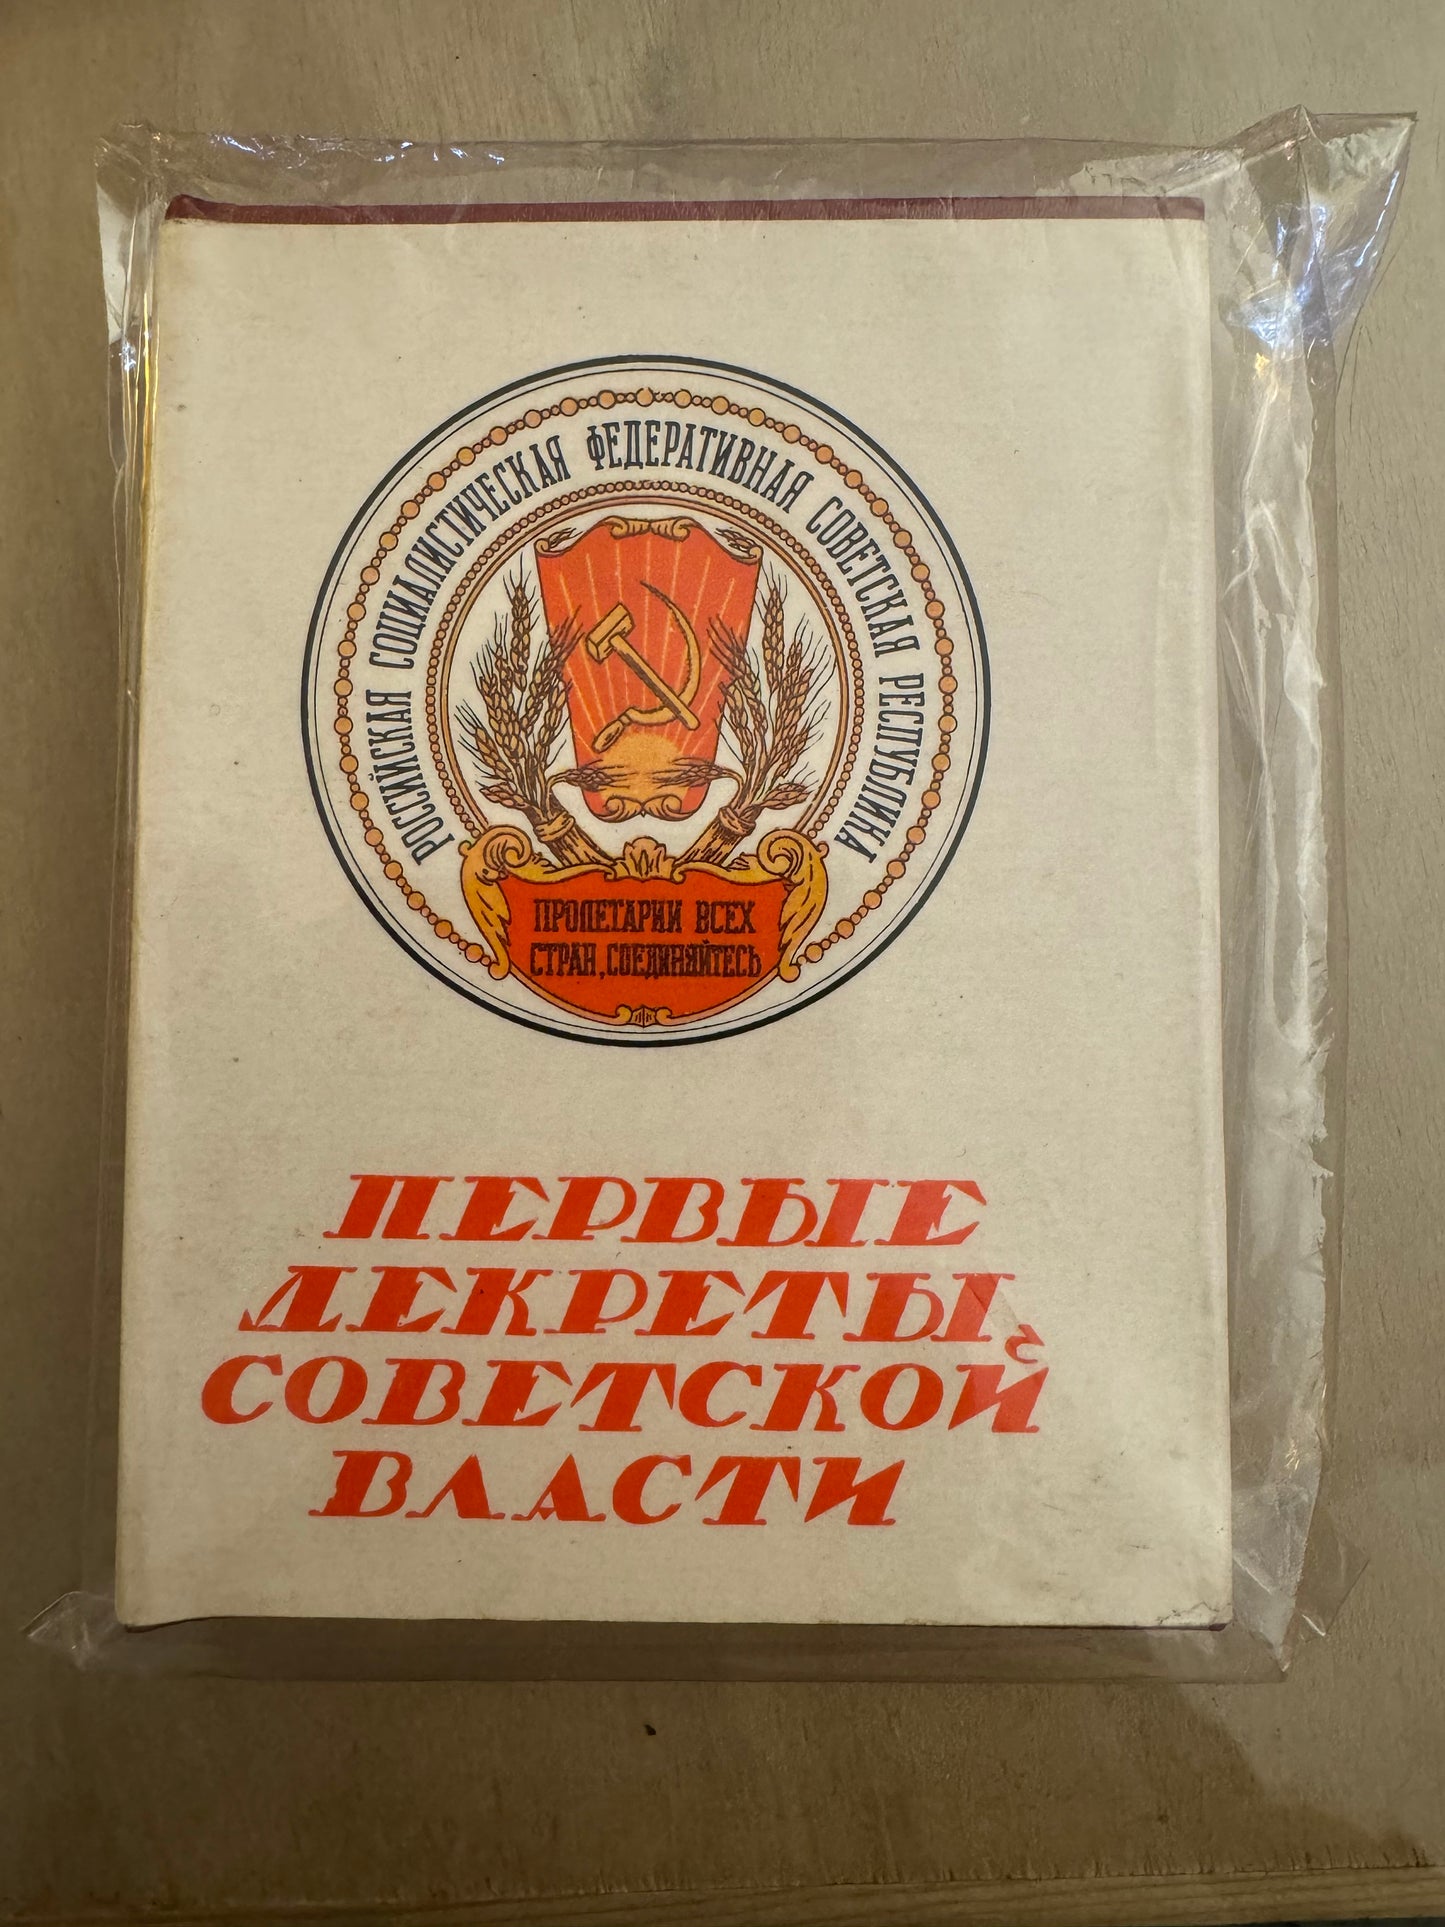 РОССИЙСКАЯ СОЦИАЛИСТИЧЕСКАЯ ФЕДЕРАТИВНАЯ СОВЕТСКАЯ РЕСПУБЛИКА
ПРОЛЕТАРИИ ВСЕХ
СТРАН, СОЕДИНЯЙТЕСЬ
ПЕРВЫЕ
ДЕКРЕТЫ
СОВЕТСКОЙ
ВЛАСТИ